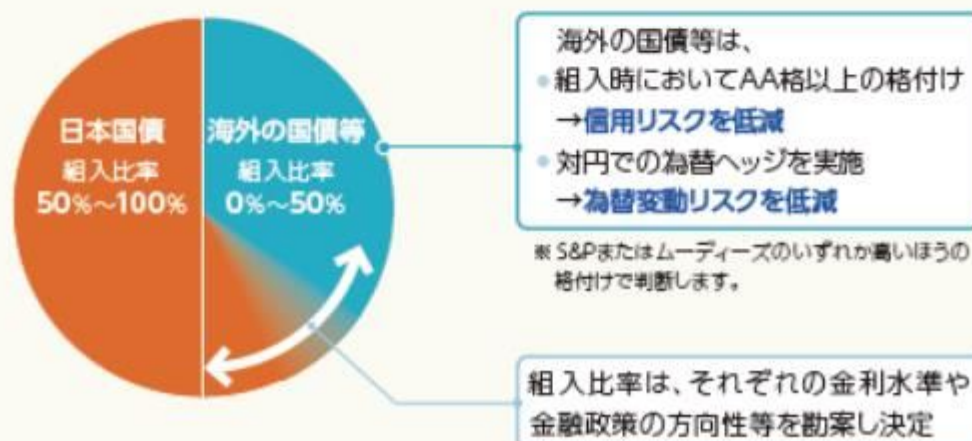 日本国債
組入比率
50%~100%
海外の国債等
組入比率
0%~50%
海外の国債等は、
• 組入時においてAA格以上の格付け
→信用リスクを低減
• 対円での為替ヘッジを実施
→為替変動リスクを低減
※ S&Pまたはムーディーズのいずれか高いほうの
格付けで判断します。
組入比率は、それぞれの金利水準や
金融政策の方向性等を勘案し決定